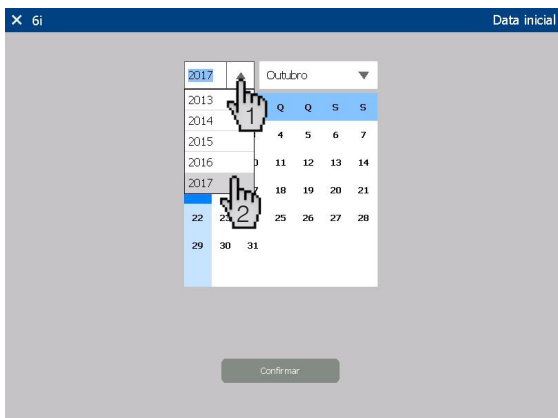 6i Data inicial
2017 Outubro
2013 Q Q S S
2014 4 5 6 7
2015
2016 11 12 13 14
2017 18 19 20 21
22 25 26 27 28
29 30 31
1
2
Confirmar